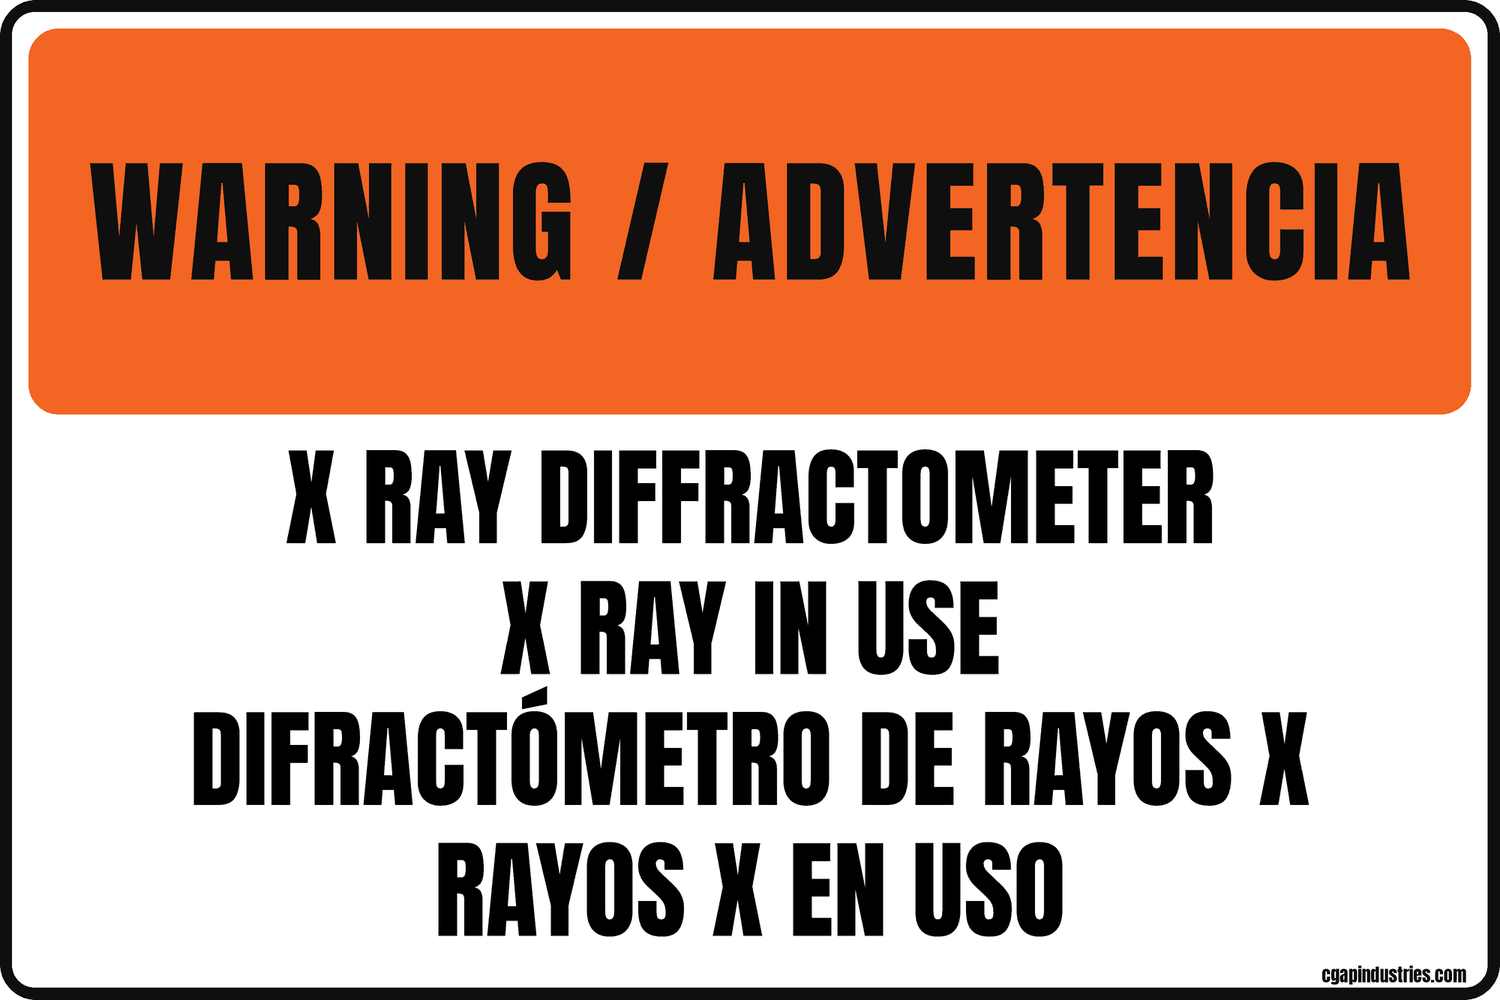 WARNING / ADVERTENCIA
X RAY DIFFRACTOMETER
X RAY IN USE
DIFRACTÓMETRO DE RAYOS X
RAYOS X EN USO
cgapindustries.com